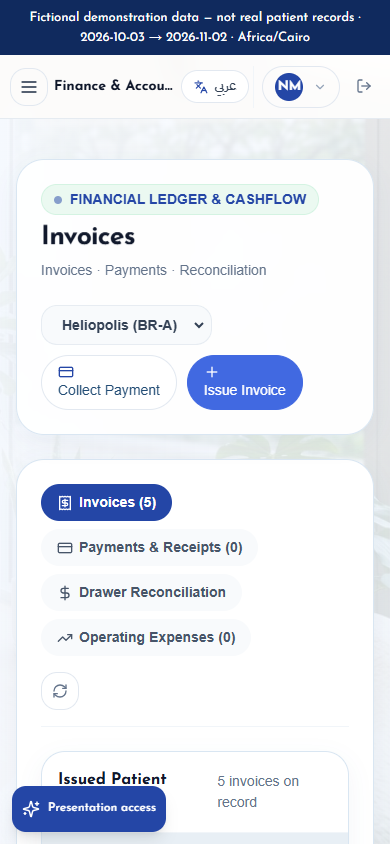 Fictional demonstration data — not real patient records ·
2026-10-03 → 2026-11-02 · Africa/Cairo
Finance & Accou...
عربي
NM
FINANCIAL LEDGER & CASHFLOW
Invoices
Invoices · Payments · Reconciliation
Heliopolis (BR-A)
Collect Payment
Issue Invoice
Invoices (5)
Payments & Receipts (0)
Drawer Reconciliation
Operating Expenses (0)
Issued Patient
5 invoices on
record
Presentation access